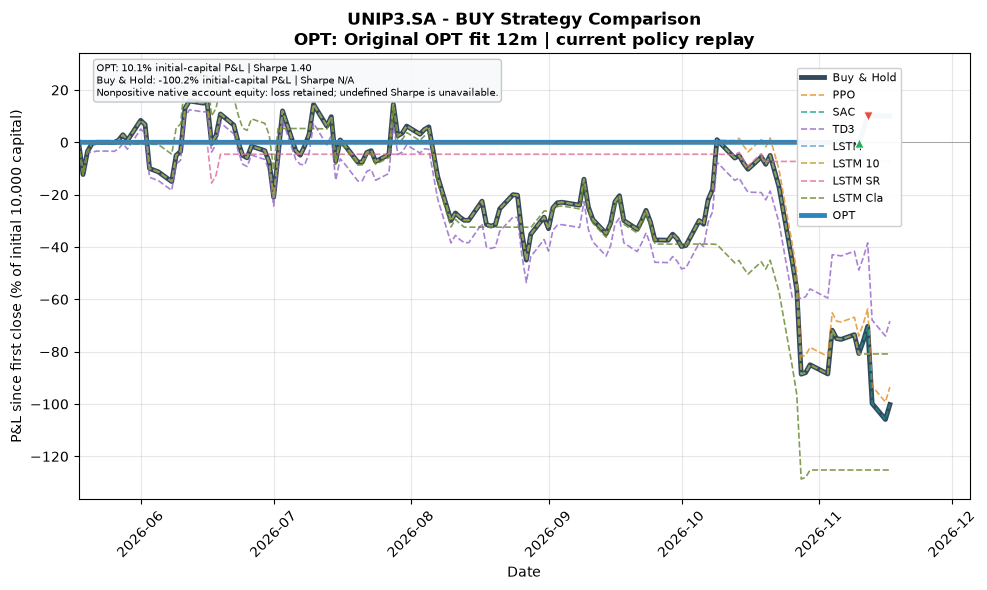 UNIP3.SA - BUY Strategy Comparison
OPT: Original OPT fit 12m | current policy replay
OPT: 10.1% initial-capital P&L | Sharpe 1.40
Buy & Hold: -100.2% initial-capital P&L | Sharpe N/A
Nonpositive native account equity: loss retained; undefined Sharpe is unavailable.
Buy & Hold
PPO
SAC
TD3
LSTM
LSTM 10
LSTM SR
LSTM Cla
OPT
P&L since first close (% of initial 10,000 capital)
20
0
−20
−40
−60
−80
−100
−120
2026-06
2026-07
2026-08
2026-09
2026-10
2026-11
2026-12
Date